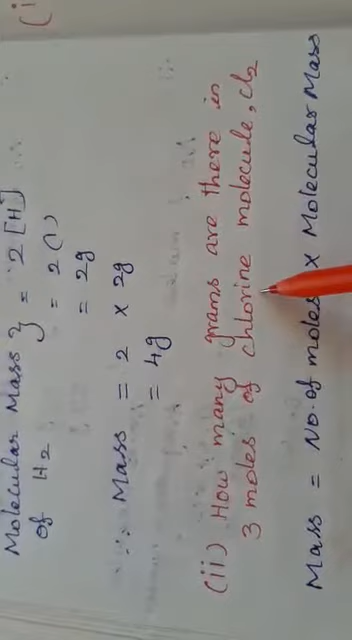 (i
Molecular Mass } = 2 [H]
of H₂ = 2(1)
= 2g
∴ Mass = 2 × 2g
= 4g
(ii) How many grams are there in
3 moles of chlorine molecule, cl₂
Mass = No. of moles × Molecular Mass